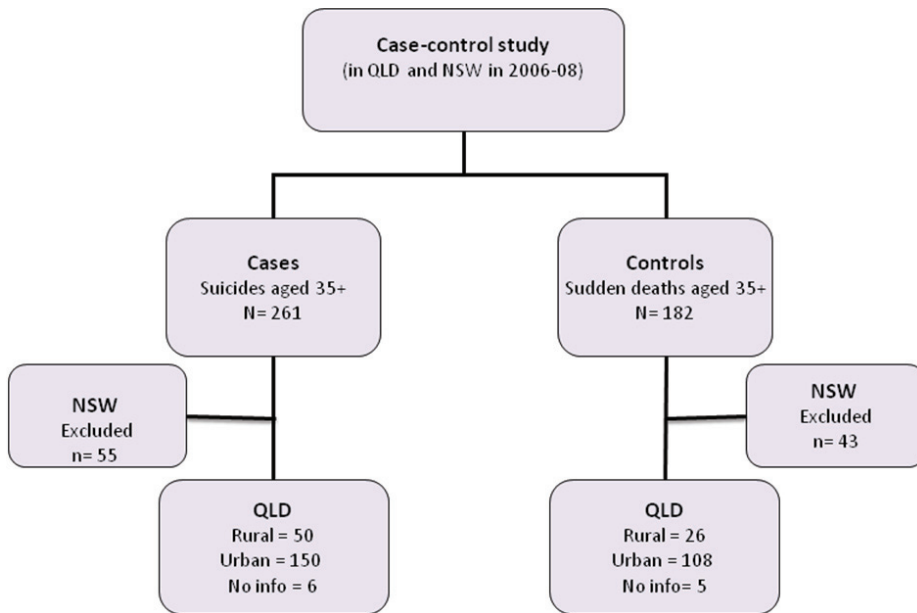 Case-control study
(in QLD and NSW in 2006-08)
Cases
Suicides aged 35+
N= 261
Controls
Sudden deaths aged 35+
N= 182
NSW
Excluded
n= 55
NSW
Excluded
n= 43
QLD
Rural = 50
Urban = 150
No info = 6
QLD
Rural = 26
Urban = 108
No info= 5